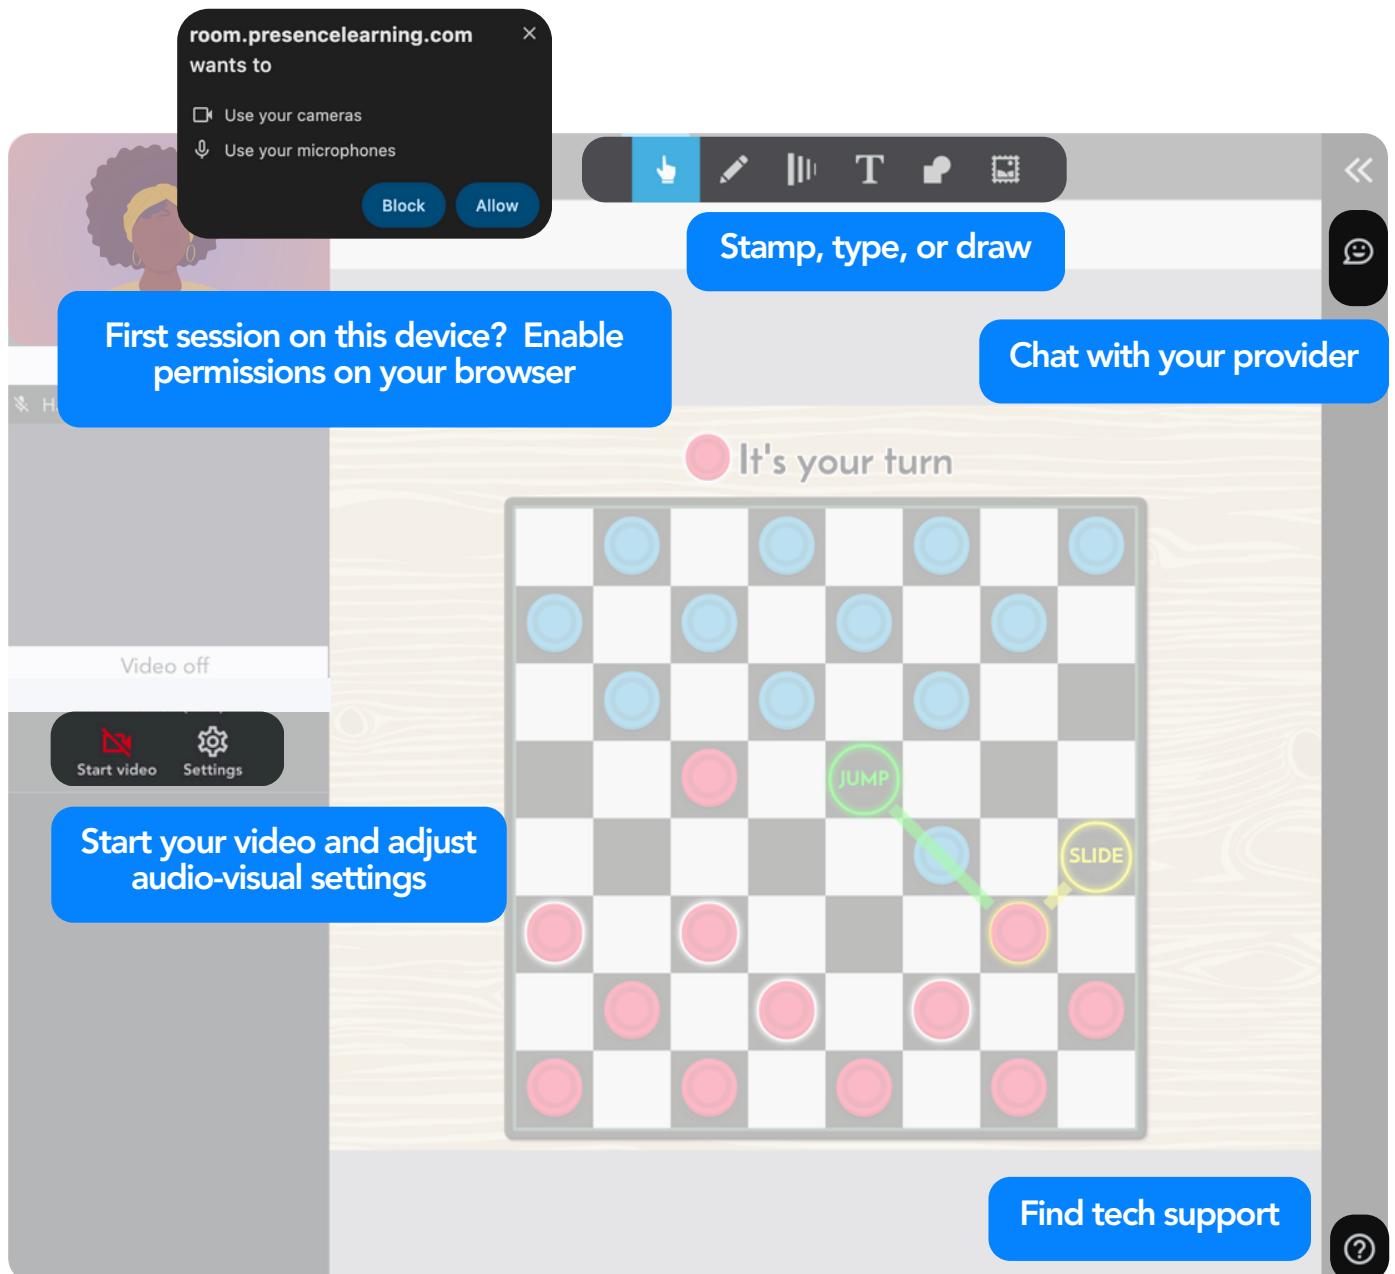 room.presencelearning.com
wants to
Use your cameras
Use your microphones
Block Allow
T
Stamp, type, or draw
First session on this device? Enable
permissions on your browser
Chat with your provider
H
It's your turn
Video off
JUMP
Start video Settings
SLIDE
Start your video and adjust
audio-visual settings
Find tech support
?